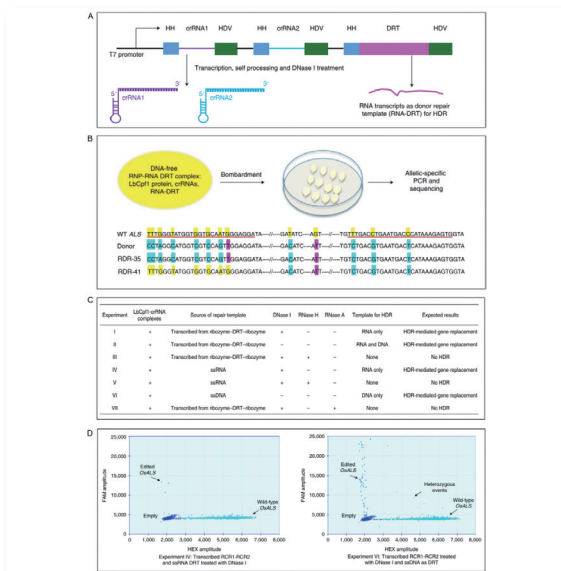 A
HH crRNA1 HDV HH crRNA2 HDV HH DRT HDV
T7 promoter
Transcription, self processing and DNase I treatment
5′ 3′ 5′ 3′
crRNA1 crRNA2
RNA transcripts as donor repair
template (RNA-DRT) for HDR
B
DNA-free
RNP-RNA DRT complex:
LbCpf1 protein, crRNAs,
RNA-DRT
Bombardment
Allelic-specific
PCR and
sequencing
WT ALS TTTGGGTATGGTGGTGCAATGGGAGGATA---//---GATATC---AGT---//---TGTTTGACCTGAATGACCCATAAAGAGTGGTA
Donor CCTAGGCATGGTCGTCCAGTGGGAGGATA---//---GACATC---AAT---//---TGTCTGACATGAATGACTCATAAAGAGTGGTA
RDR-35
RDR-41
C
Experiment LbCpf1-crRNA complexes Source of repair template DNase I RNase H RNase A Template for HDR Expected results
I + Transcribed from ribozyme–DRT–ribozyme + – – RNA only HDR-mediated gene replacement
II + Transcribed from ribozyme–DRT–ribozyme – – – RNA and DNA HDR-mediated gene replacement
III + Transcribed from ribozyme–DRT–ribozyme + + – None No HDR
IV + ssRNA + – – RNA only HDR-mediated gene replacement
V + ssRNA + + – None No HDR
VI + ssDNA – – – DNA only HDR-mediated gene replacement
VII + Transcribed from ribozyme–DRT–ribozyme + – + None No HDR
D
25,000
20,000
15,000
10,000
5,000
0
FAM amplitude
Edited
OsALS
Wild-type
OsALS
Empty
0 1,000 2,000 3,000 4,000 5,000 6,000 7,000 8,000
HEX amplitude
Experiment IV: Transcribed RCR1-RCR2
and ssRNA DRT treated with DNase I
25,000
20,000
15,000
10,000
5,000
0
FAM amplitude
Edited
OsALS
Heterozygous
events
Wild-type
OsALS
Empty
0 1,000 2,000 3,000 4,000 5,000 6,000 7,000 8,000
HEX amplitude
Experiment VI: Transcribed RCR1-RCR2 treated
with DNase I and ssDNA as DRT